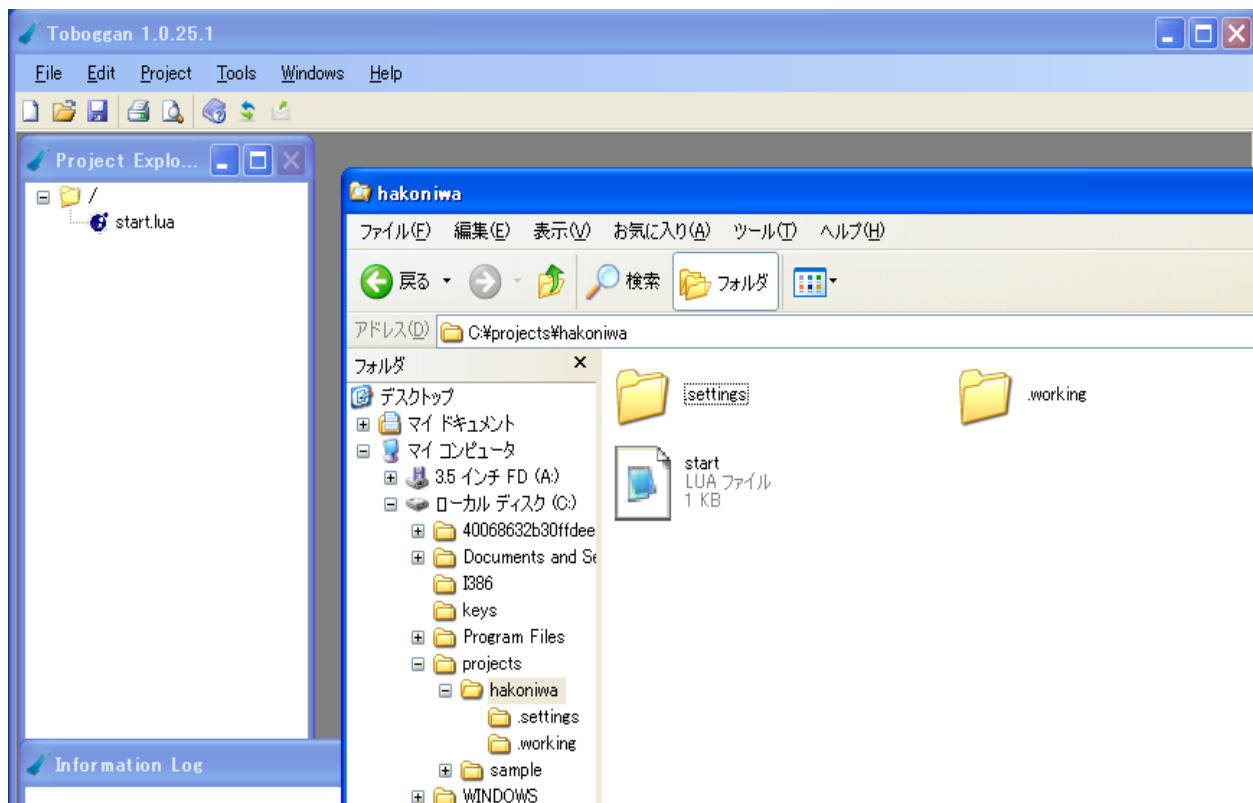 Toboggan 1.0.25.1
File Edit Project Tools Windows Help
Project Explo...
/
start.lua
hakoniwa
ファイル(F) 編集(E) 表示(V) お気に入り(A) ツール(T) ヘルプ(H)
戻る 検索 フォルダ
アドレス(D) C:¥projects¥hakoniwa
フォルダ
デスクトップ
マイ ドキュメント
マイ コンピュータ
3.5 インチ FD (A:)
ローカル ディスク (C:)
40068632b30ffdee
Documents and Se
I386
keys
Program Files
projects
hakoniwa
.settings
.working
sample
WINDOWS
.settings
.working
start
LUA ファイル
1 KB
Information Log